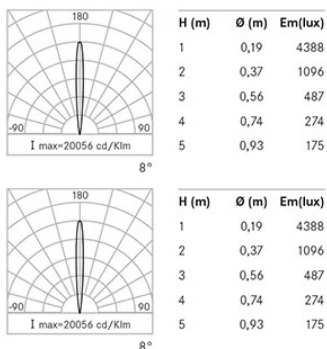 180
-90 90
I max=20056 cd/Klm
8°
H (m) Ø (m) Em(lux)
1 0,19 4388
2 0,37 1096
3 0,56 487
4 0,74 274
5 0,93 175
180
-90 90
I max=20056 cd/Klm
8°
H (m) Ø (m) Em(lux)
1 0,19 4388
2 0,37 1096
3 0,56 487
4 0,74 274
5 0,93 175